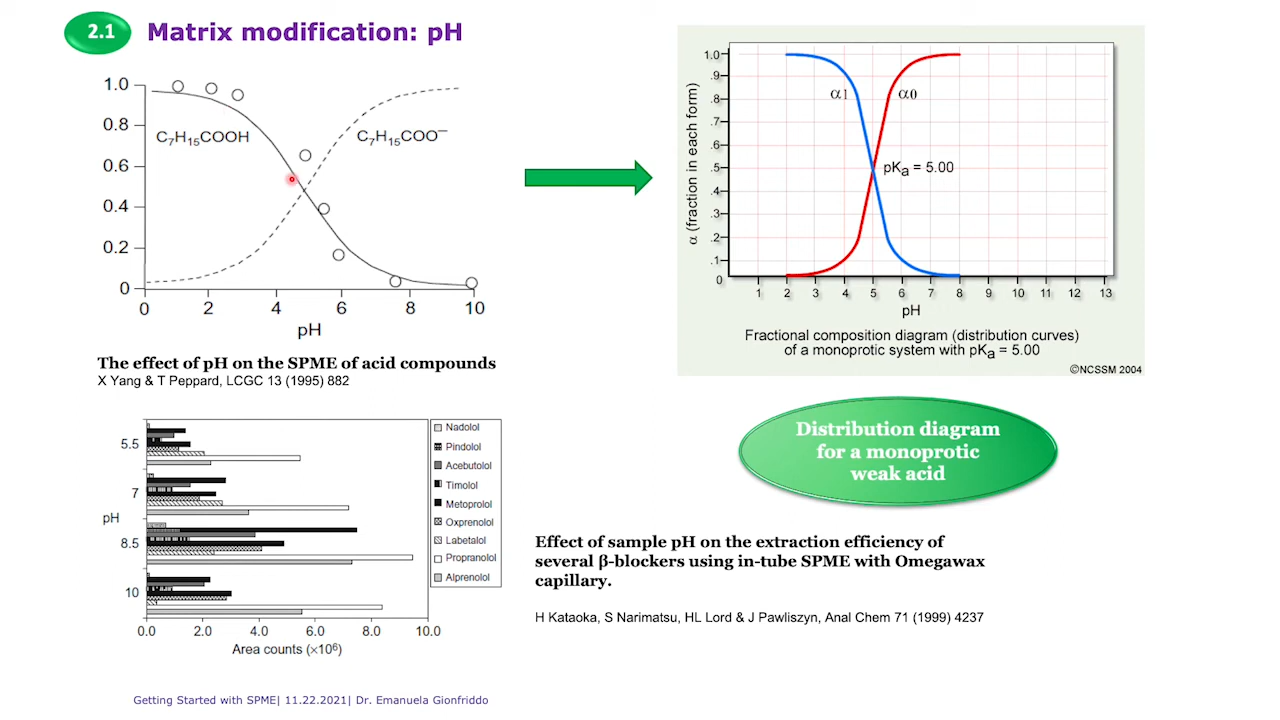 2.1
Matrix modification: pH
1.0
0.8
0.6
0.4
0.2
0
C₇H₁₅COOH
C₇H₁₅COO⁻
0 2 4 6 8 10
pH
The effect of pH on the SPME of acid compounds
X Yang & T Peppard, LCGC 13 (1995) 882
α (fraction in each form)
1.0
.9
.8
.7
.6
.5
.4
.3
.2
.1
0
α1
α0
pKa = 5.00
1 2 3 4 5 6 7 8 9 10 11 12 13
pH
Fractional composition diagram (distribution curves)
of a monoprotic system with pKa = 5.00
©NCSSM 2004
Distribution diagram
for a monoprotic
weak acid
pH
5.5
7
8.5
10
0.0 2.0 4.0 6.0 8.0 10.0
Area counts (×10⁶)
Nadolol
Pindolol
Acebutolol
Timolol
Metoprolol
Oxprenolol
Labetalol
Propranolol
Alprenolol
Effect of sample pH on the extraction efficiency of
several β-blockers using in-tube SPME with Omegawax
capillary.
H Kataoka, S Narimatsu, HL Lord & J Pawliszyn, Anal Chem 71 (1999) 4237
Getting Started with SPME| 11.22.2021| Dr. Emanuela Gionfriddo